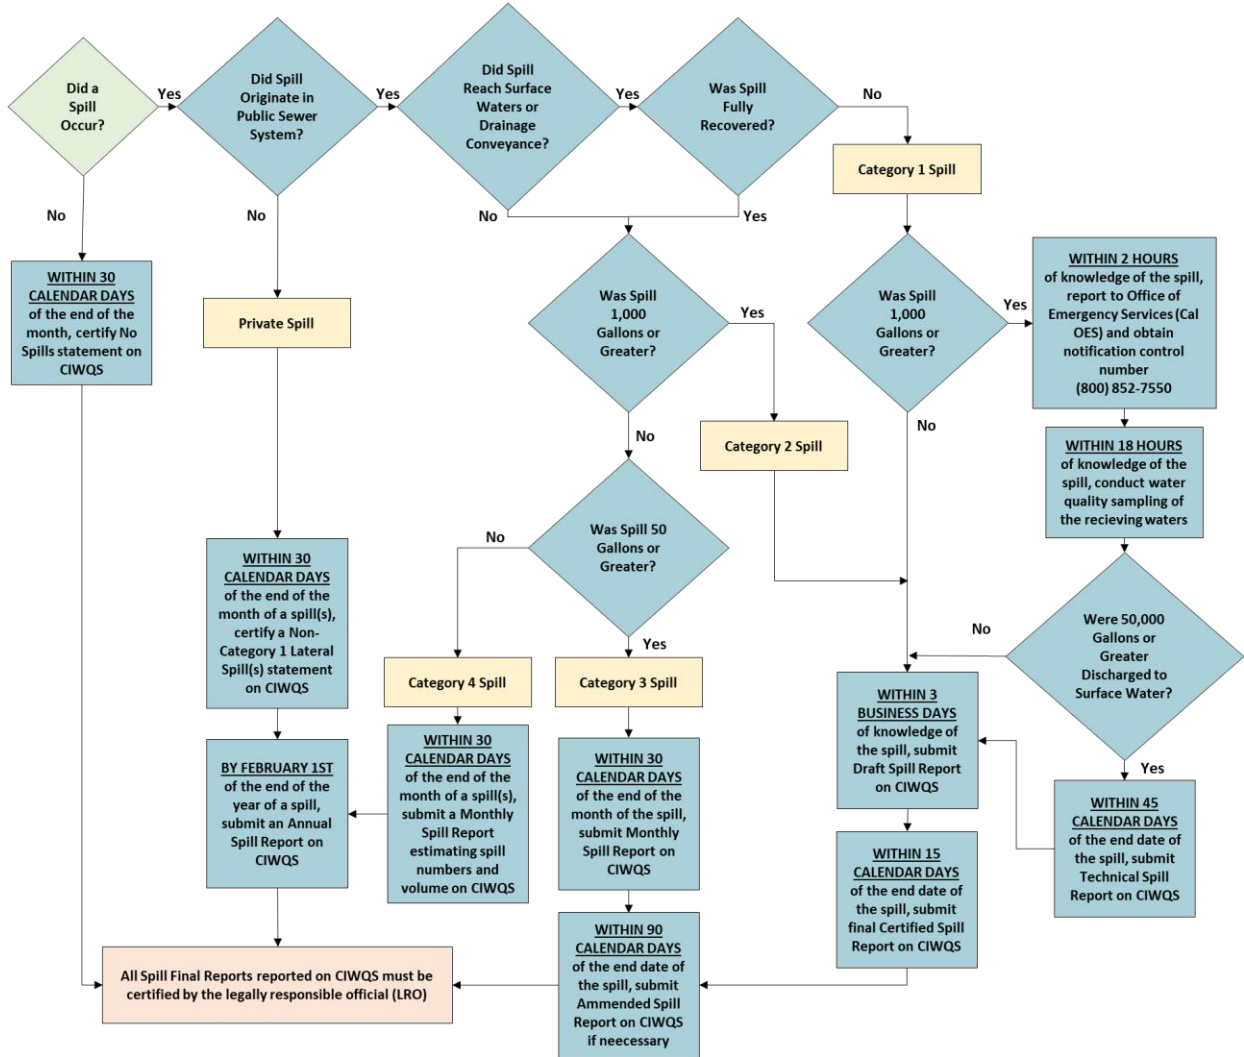 Did a
Spill
Occur?
Yes
No
Did Spill
Originate in
Public Sewer
System?
Yes
No
Did Spill
Reach Surface
Waters or
Drainage
Conveyance?
Yes
No
Was Spill
Fully
Recovered?
No
Yes
Category 1 Spill
WITHIN 30
CALENDAR DAYS
of the end of the
month, certify No
Spills statement on
CIWQS
Private Spill
Was Spill
1,000
Gallons or
Greater?
Yes
No
Was Spill
1,000
Gallons or
Greater?
Yes
No
WITHIN 2 HOURS
of knowledge of the spill,
report to Office of
Emergency Services (Cal
OES) and obtain
notification control
number
(800) 852-7550
Category 2 Spill
WITHIN 18 HOURS
of knowledge of the
spill, conduct water
quality sampling of
the recieving waters
Was Spill 50
Gallons or
Greater?
No
Yes
WITHIN 30
CALENDAR DAYS
of the end of the
month of a spill(s),
certify a Non-
Category 1 Lateral
Spill(s) statement
on CIWQS
Were 50,000
Gallons or
Greater
Discharged to
Surface Water?
No
Yes
Category 4 Spill
Category 3 Spill
WITHIN 3
BUSINESS DAYS
of knowledge of
the spill, submit
Draft Spill Report
on CIWQS
BY FEBRUARY 1ST
of the end of the
year of a spill,
submit an Annual
Spill Report on
CIWQS
WITHIN 30
CALENDAR DAYS
of the end of the
month of a spill(s),
submit a Monthly
Spill Report
estimating spill
numbers and
volume on CIWQS
WITHIN 30
CALENDAR DAYS
of the end of the
month of the spill,
submit Monthly
Spill Report on
CIWQS
WITHIN 45
CALENDAR DAYS
of the end date of
the spill, submit
Technical Spill
Report on CIWQS
WITHIN 15
CALENDAR DAYS
of the end date of
the spill, submit
final Certified Spill
Report on CIWQS
WITHIN 90
CALENDAR DAYS
of the end date of
the spill, submit
Ammended Spill
Report on CIWQS
if neecessary
All Spill Final Reports reported on CIWQS must be
certified by the legally responsible official (LRO)